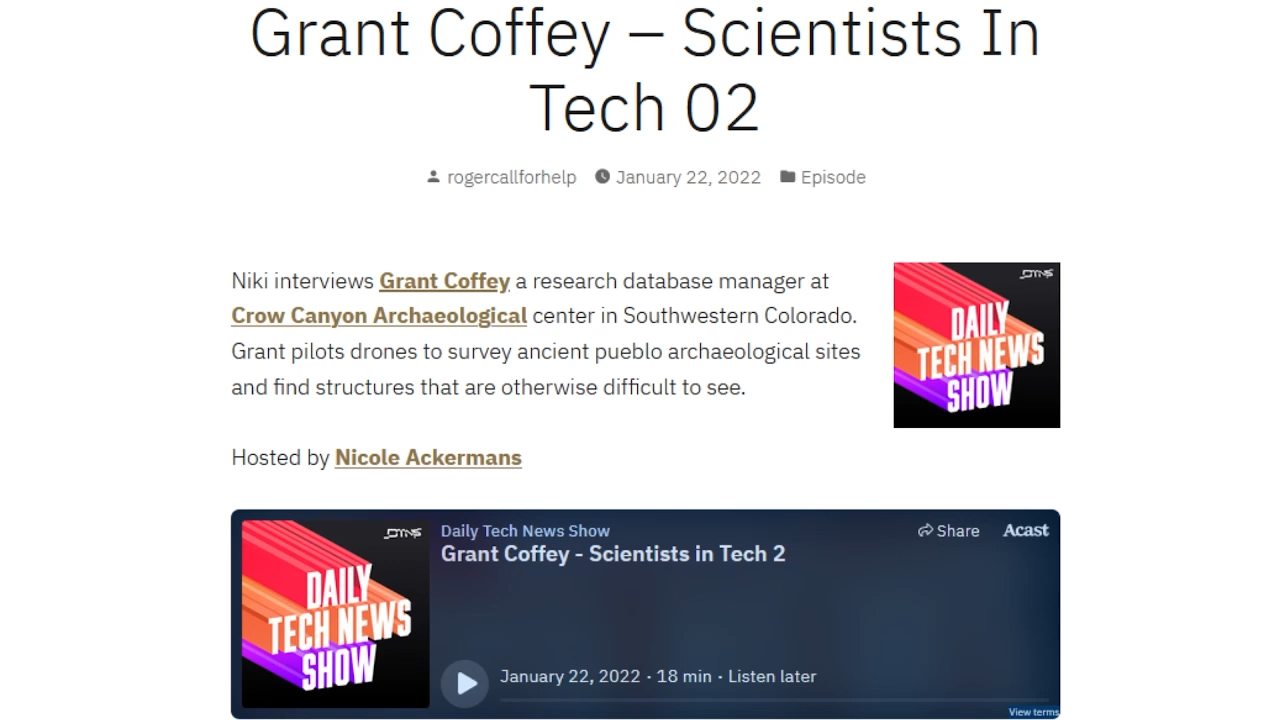 Grant Coffey – Scientists In
Tech 02
rogercallforhelp January 22, 2022 Episode
Niki interviews Grant Coffey a research database manager at
Crow Canyon Archaeological center in Southwestern Colorado.
Grant pilots drones to survey ancient pueblo archaeological sites
and find structures that are otherwise difficult to see.
DTNS
DAILY
TECH NEWS
SHOW
Hosted by Nicole Ackermans
DTNS
DAILY
TECH NEWS
SHOW
Daily Tech News Show
Share Acast
Grant Coffey - Scientists in Tech 2
January 22, 2022 · 18 min · Listen later
View terms